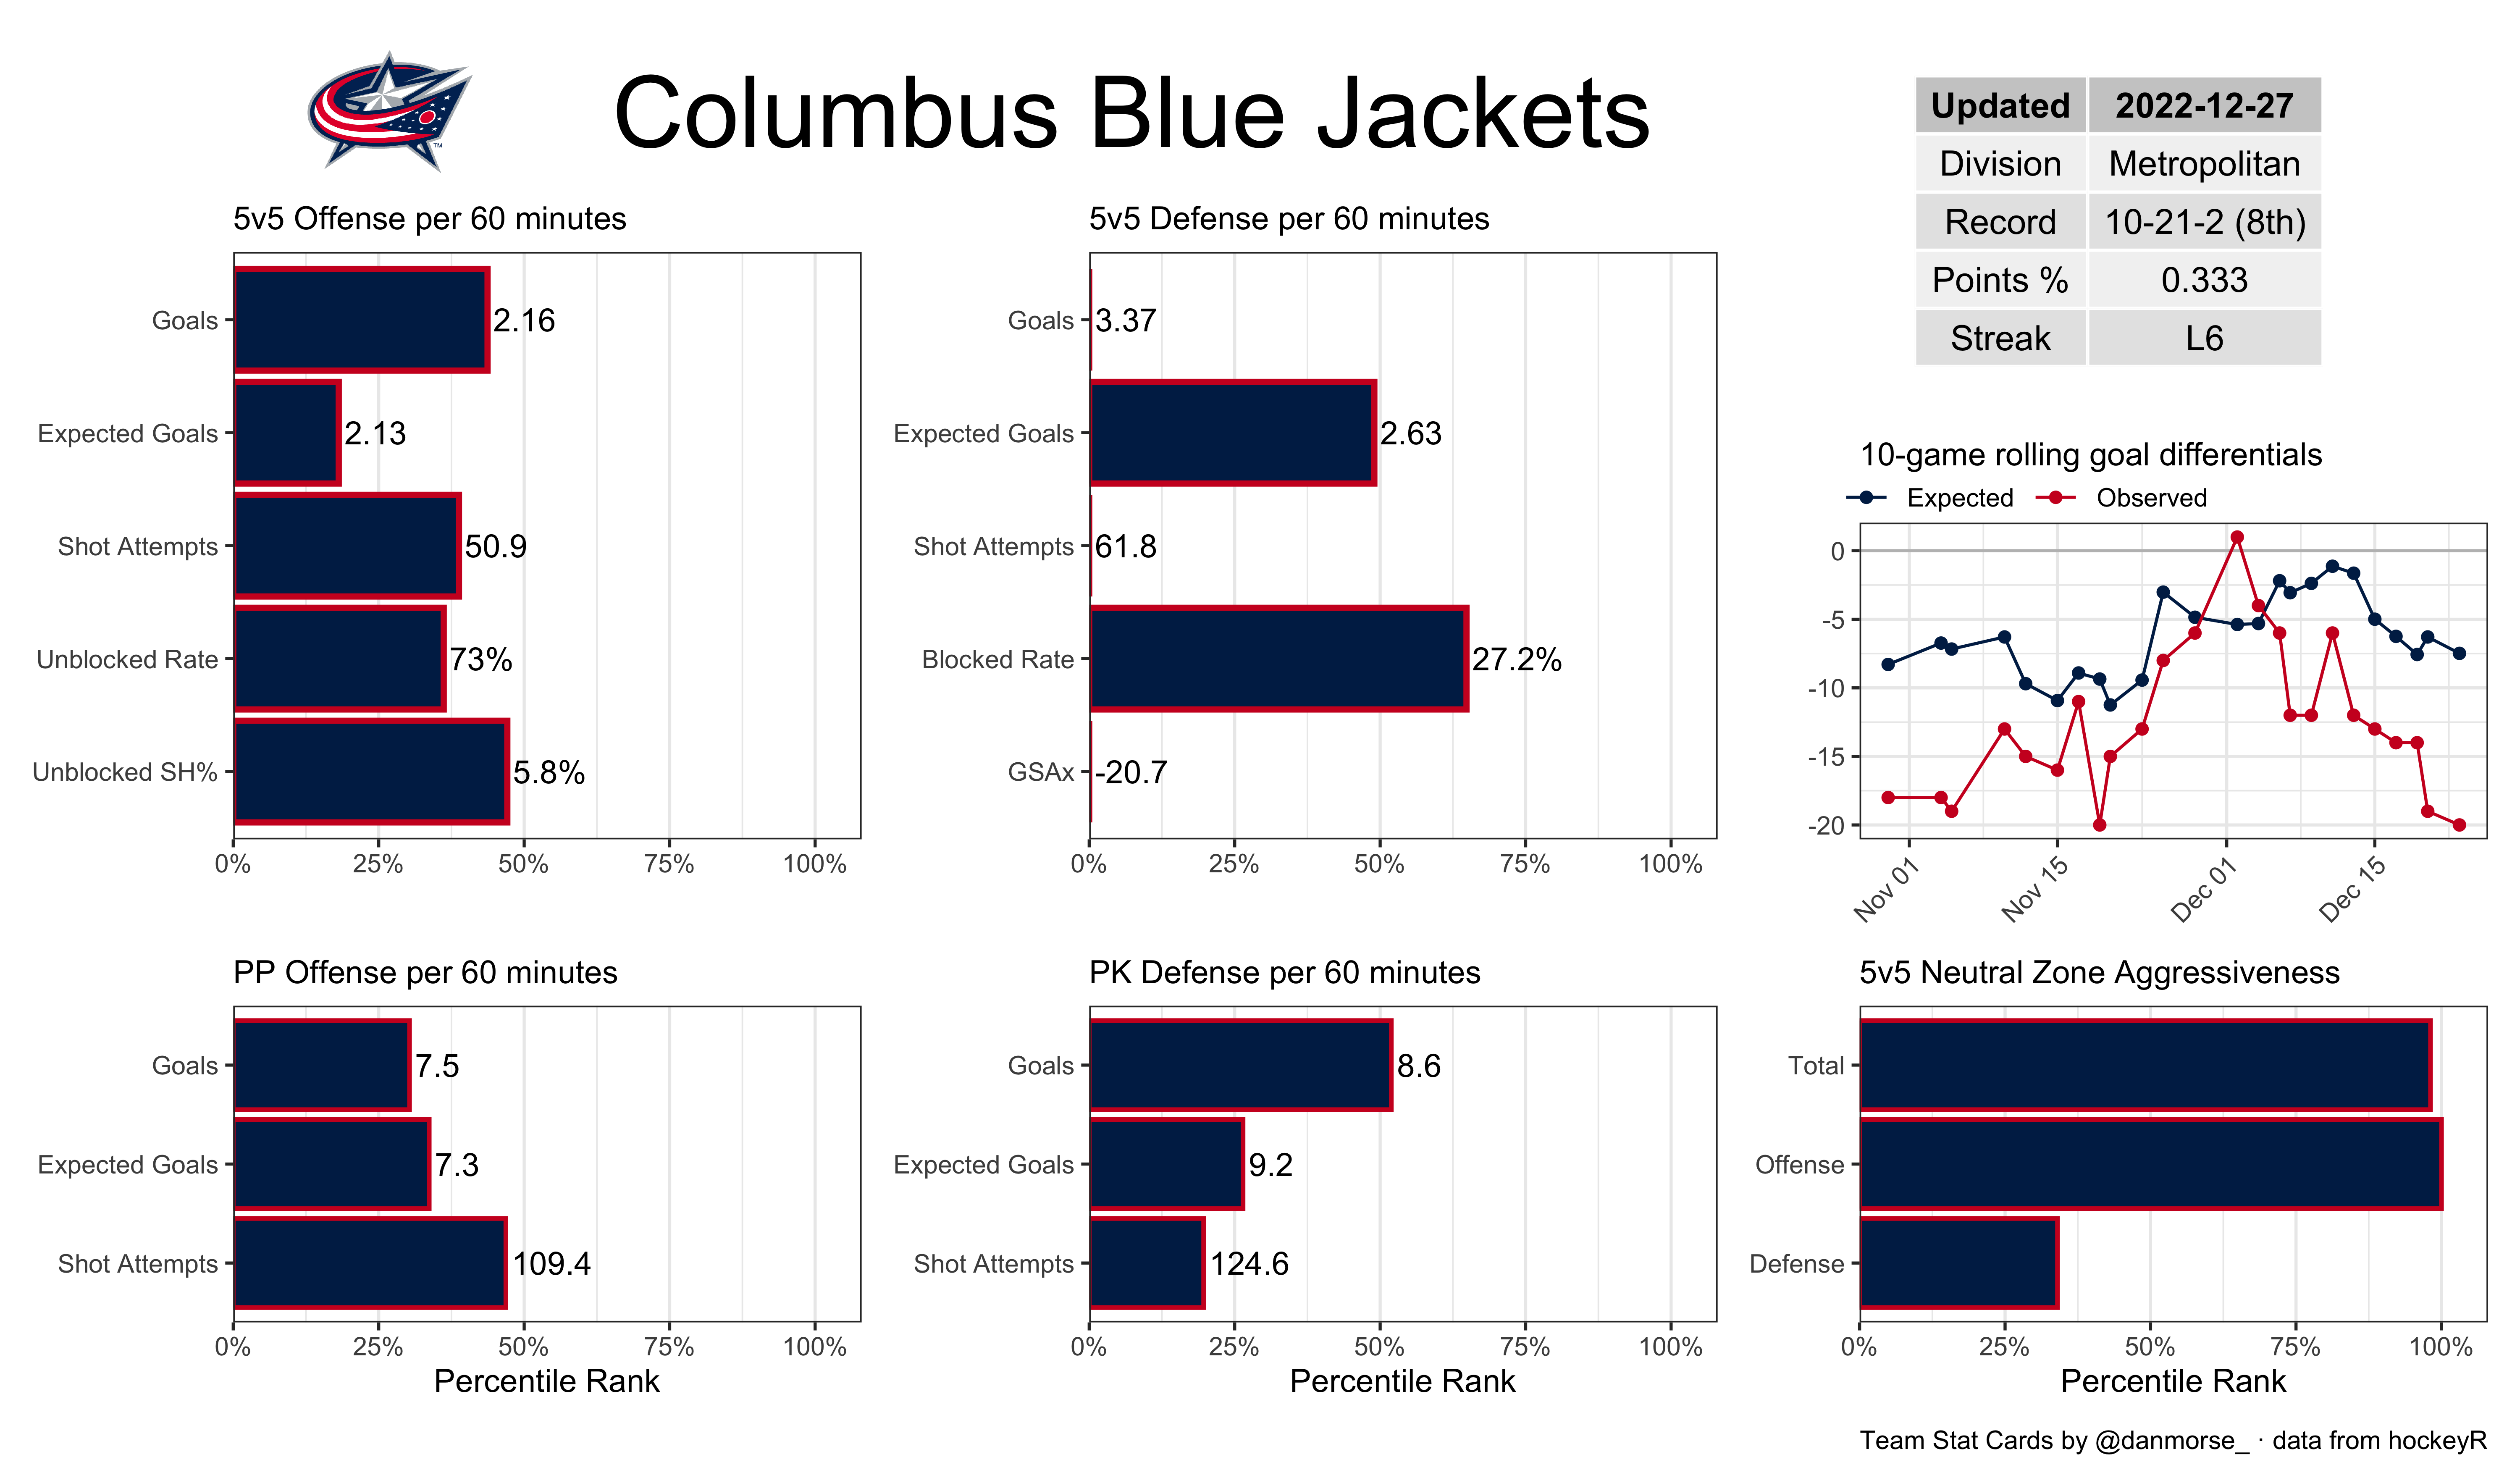 Columbus Blue Jackets
Updated 2022-12-27
Division Metropolitan
Record 10-21-2 (8th)
Points % 0.333
Streak L6
5v5 Offense per 60 minutes
Goals 2.16
Expected Goals 2.13
Shot Attempts 50.9
Unblocked Rate 73%
Unblocked SH% 5.8%
0% 25% 50% 75% 100%
5v5 Defense per 60 minutes
Goals 3.37
Expected Goals 2.63
Shot Attempts 61.8
Blocked Rate 27.2%
GSAx -20.7
0% 25% 50% 75% 100%
10-game rolling goal differentials
Expected Observed
0
-5
-10
-15
-20
Nov 01 Nov 15 Dec 01 Dec 15
PP Offense per 60 minutes
Goals 7.5
Expected Goals 7.3
Shot Attempts 109.4
0% 25% 50% 75% 100%
Percentile Rank
PK Defense per 60 minutes
Goals 8.6
Expected Goals 9.2
Shot Attempts 124.6
0% 25% 50% 75% 100%
Percentile Rank
5v5 Neutral Zone Aggressiveness
Total
Offense
Defense
0% 25% 50% 75% 100%
Percentile Rank
Team Stat Cards by @danmorse_ · data from hockeyR